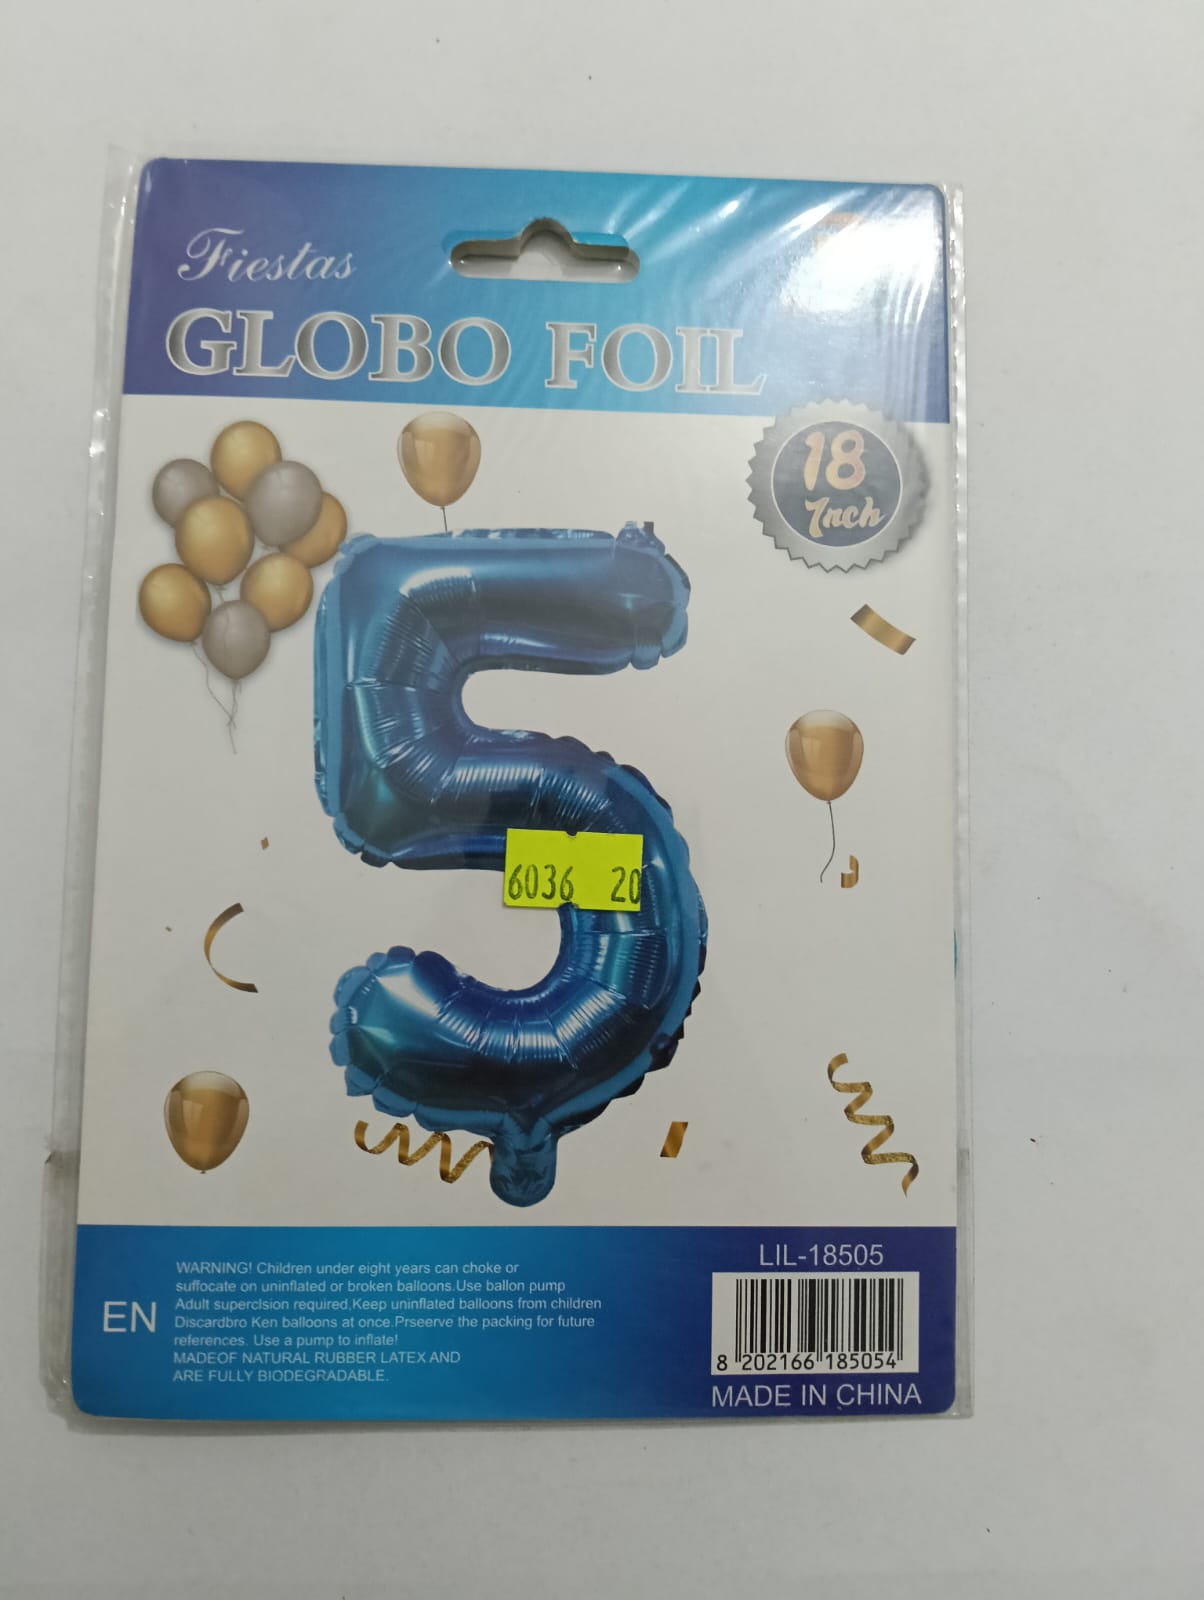 Fiestas
GLOBO FOIL
18
Inch
5
6036 20
EN
WARNING! Children under eight years can choke or
suffocate on uninflated or broken balloons.Use ballon pump
Adult superclsion required,Keep uninflated balloons from children
Discardbro Ken balloons at once.Prseerve the packing for future
references. Use a pump to inflate!
MADEOF NATURAL RUBBER LATEX AND
ARE FULLY BIODEGRADABLE.
LIL-18505
8 202166 185054
MADE IN CHINA